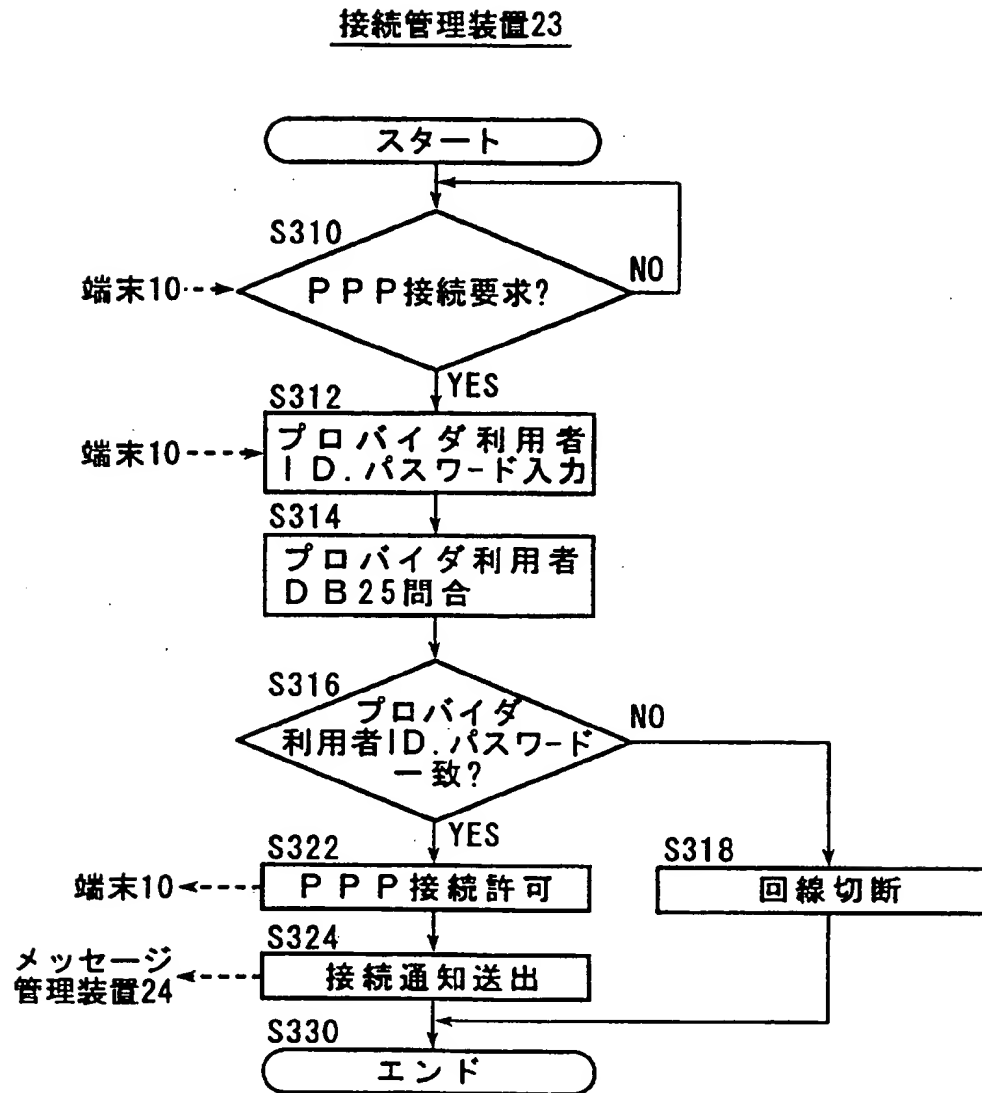 接続管理装置23
スタート
S310
端末10
PPP接続要求?
NO
YES
S312
端末10
プロバイダ利用者
ID.パスワード入力
S314
プロバイダ利用者
DB25問合
S316
プロバイダ
利用者ID.パスワード
一致?
NO
YES
S322
端末10
PPP接続許可
S318
回線切断
S324
メッセージ
管理装置24
接続通知送出
S330
エンド